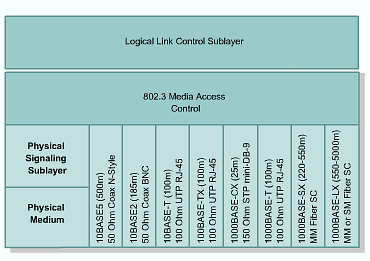 Logical Link Control Sublayer
802.3 Media Access
Control
Physical
Signaling
Sublayer
Physical
Medium
10BASE5 (500m)
50 Ohm Coax N-Style
10BASE2 (185m)
50 Ohm Coax BNC
10BASE-T (100m)
100 Ohm UTP RJ-45
100BASE-TX (100m)
100 Ohm UTP RJ-45
1000BASE-CX (25m)
150 Ohm STP mini-DB-9
1000BASE-T (100m)
100 Ohm UTP RJ-45
1000BASE-SX (220-550m)
MM Fiber SC
1000BASE-LX (550-5000m)
MM or SM Fiber SC